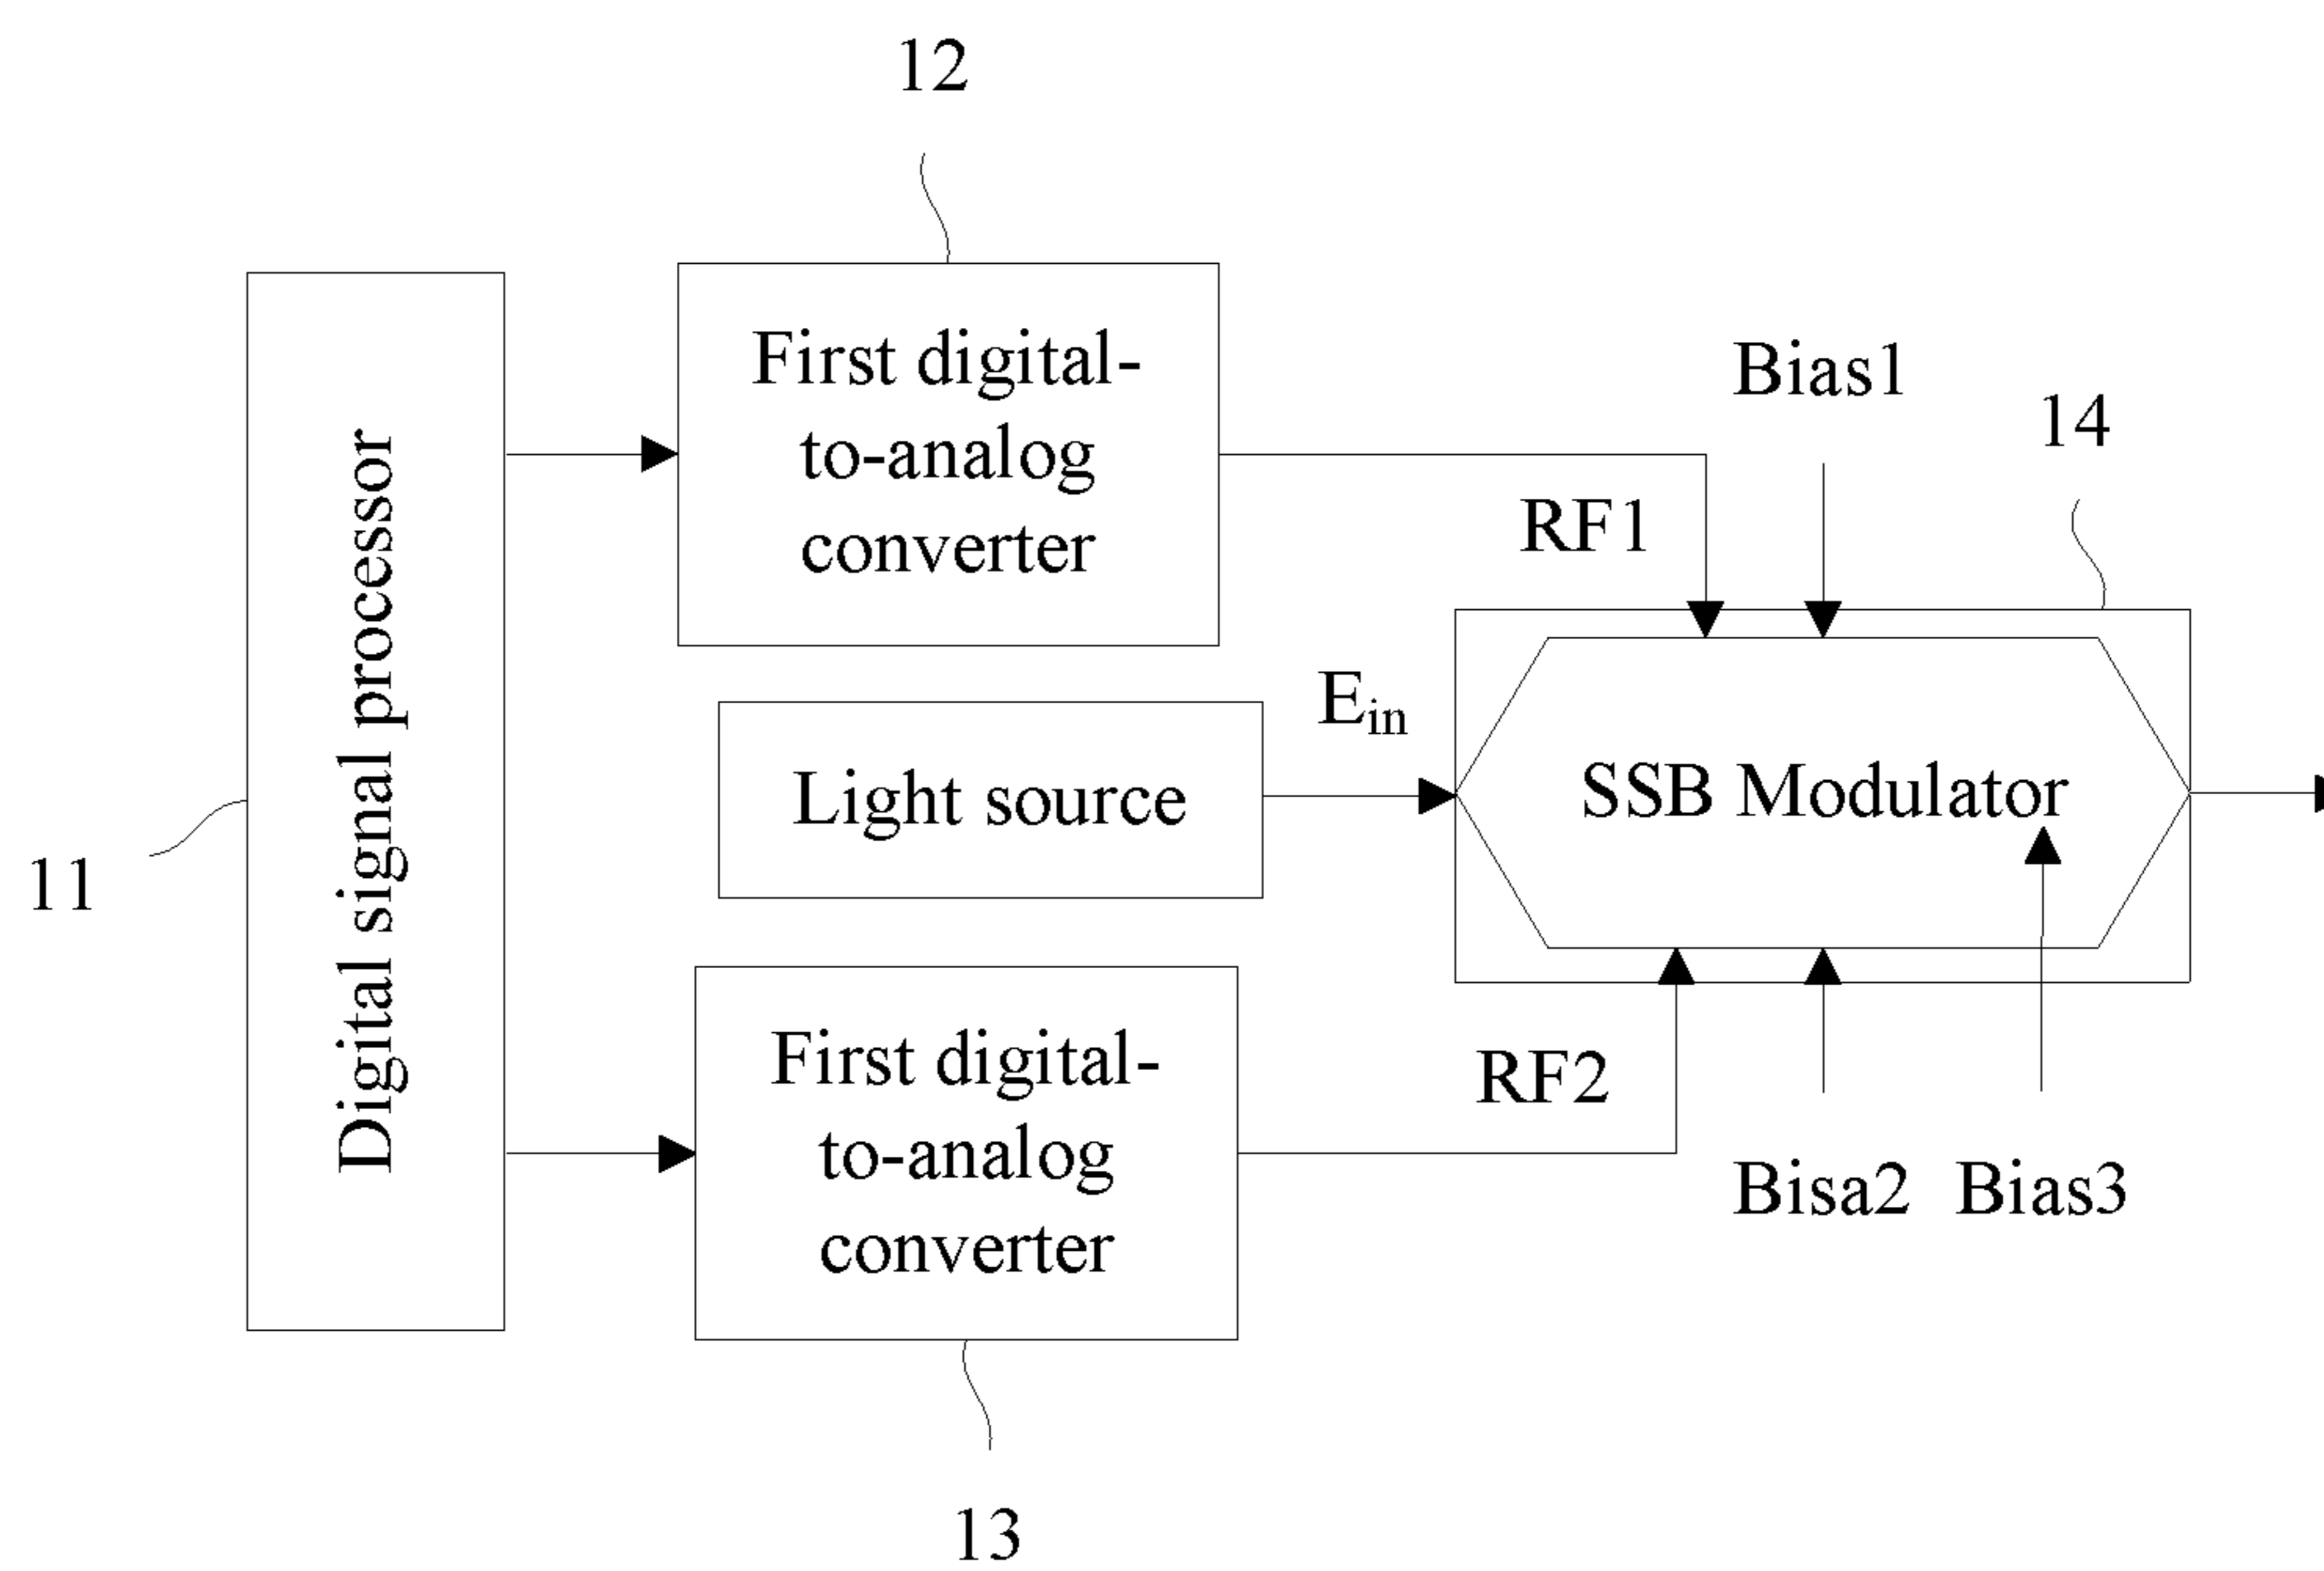 12
First digital-
to-analog
converter
Bias1
14
RF1
Digital signal processor
E_in
Light source
SSB Modulator
11
First digital-
to-analog
converter
RF2
Bisa2 Bias3
13